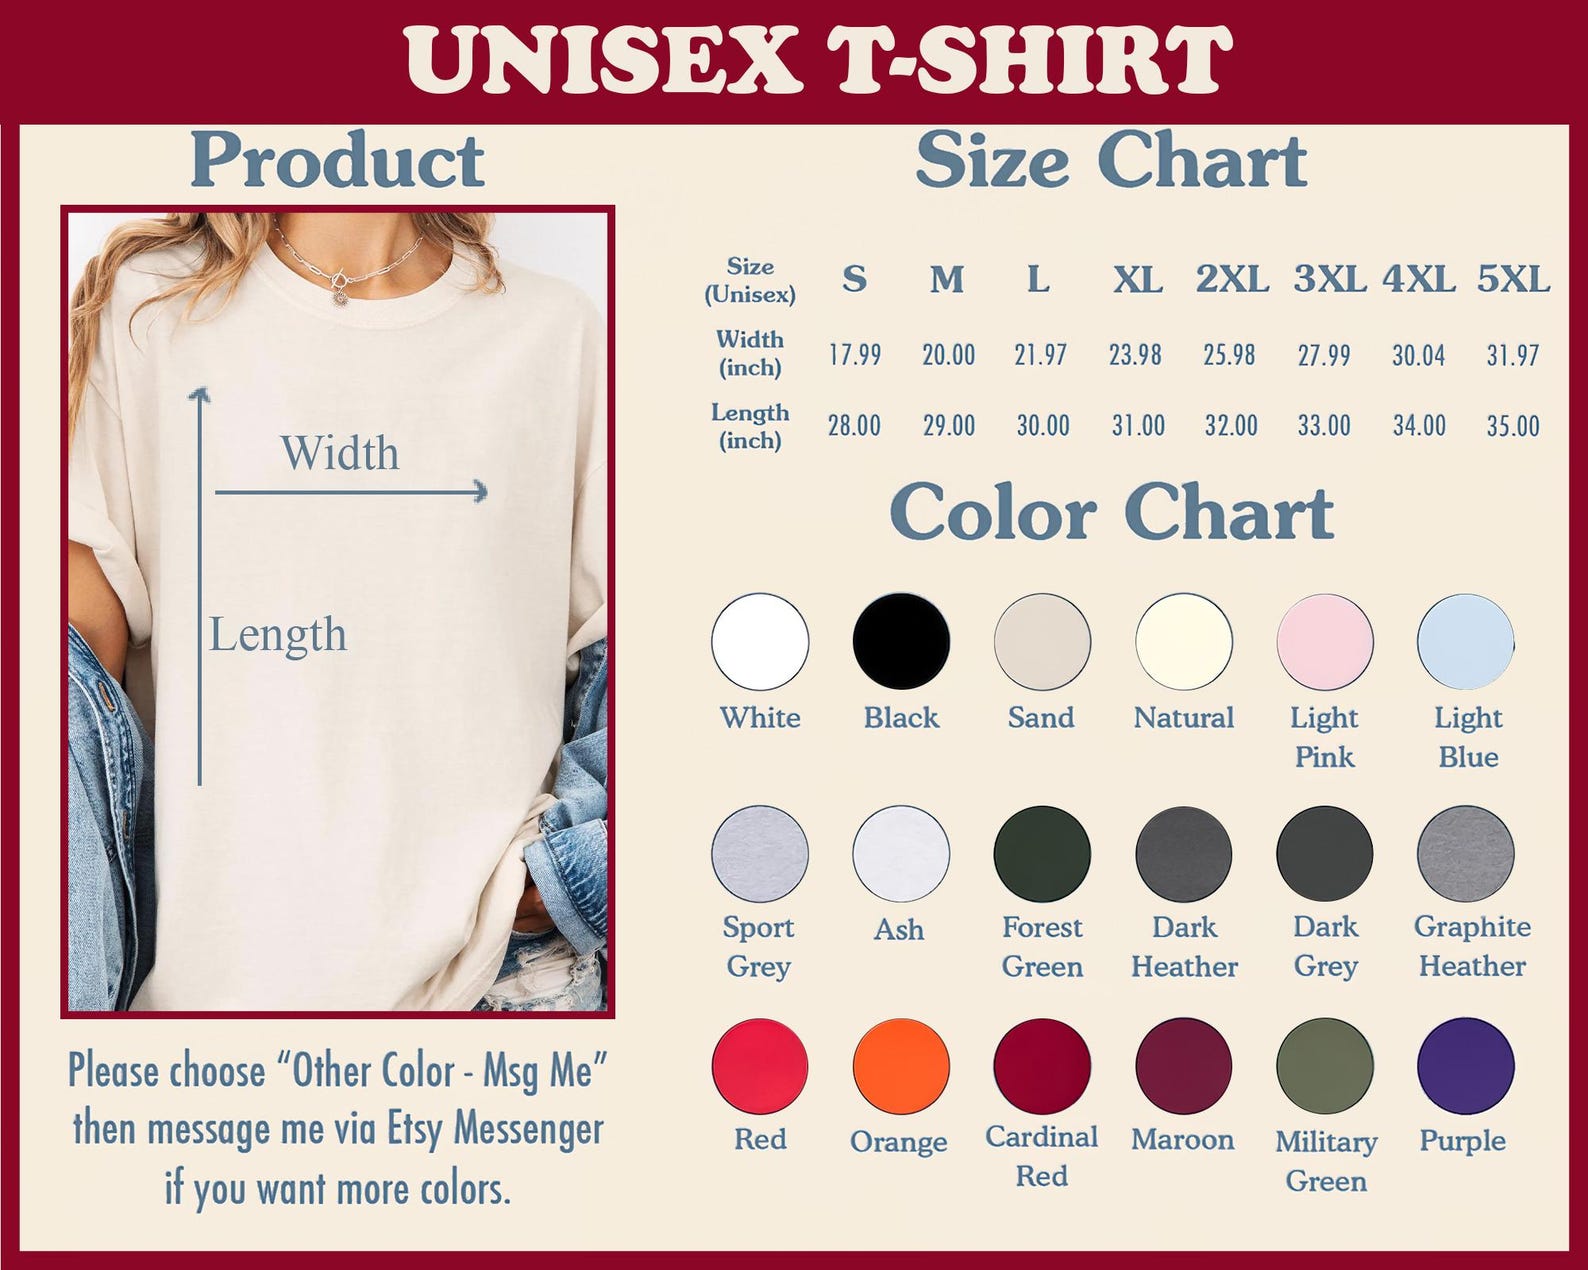 UNISEX T-SHIRT
Product
Width
Length
Please choose “Other Color - Msg Me”
then message me via Etsy Messenger
if you want more colors.
Size Chart
Size (Unisex) S M L XL 2XL 3XL 4XL 5XL
Width (inch) 17.99 20.00 21.97 23.98 25.98 27.99 30.04 31.97
Length (inch) 28.00 29.00 30.00 31.00 32.00 33.00 34.00 35.00
Color Chart
White
Black
Sand
Natural
Light
Pink
Light
Blue
Sport
Grey
Ash
Forest
Green
Dark
Heather
Dark
Grey
Graphite
Heather
Red
Orange
Cardinal
Red
Maroon
Military
Green
Purple